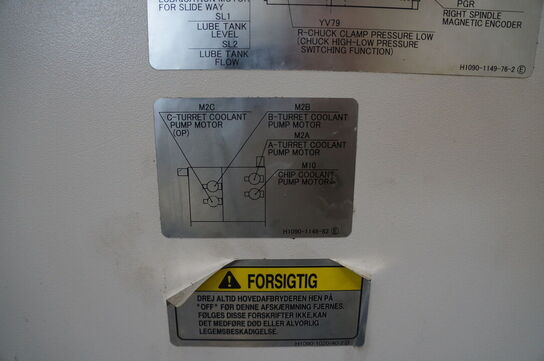 FOR SLIDE WAY
SL1
LUBE TANK
LEVEL
SL2
LUBE TANK
FLOW
YV79
R-CHUCK CLAMP PRESSURE LOW
(CHUCK HIGH-LOW PRESSURE
SWITCHING FUNCTION)
PGR
RIGHT SPINDLE
MAGNETIC ENCODER
H1090-1149-76-2 E
M2C
C-TURRET COOLANT
PUMP MOTOR
(OP)
M2B
B-TURRET COOLANT
PUMP MOTOR
M2A
A-TURRET COOLANT
PUMP MOTOR
M10
CHIP COOLANT
PUMP MOTOR
H1090-1149-82 E
FORSIGTIG
DREJ ALTID HOVEDAFBRYDEREN HEN PÅ
"OFF" FØR DENNE AFSKÆRMNING FJERNES.
FØLGES DISSE FORSKRIFTER IKKE,KAN
DET MEDFØRE DØD ELLER ALVORLIG
LEGEMSBESKADIGELSE.